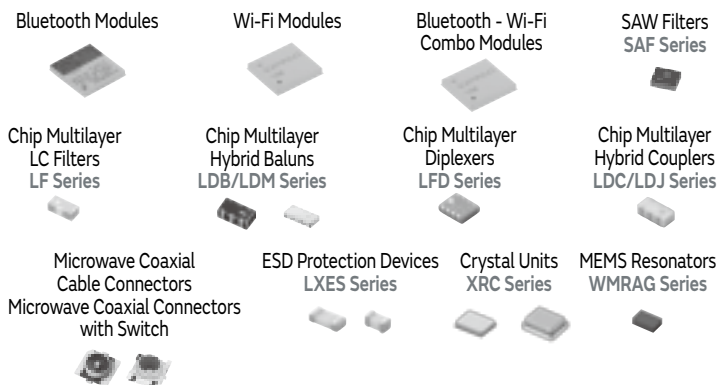 Bluetooth Modules
Wi-Fi Modules
Bluetooth - Wi-Fi
Combo Modules
SAW Filters
SAF Series
Chip Multilayer
LC Filters
LF Series
Chip Multilayer
Hybrid Baluns
LDB/LDM Series
Chip Multilayer
Diplexers
LFD Series
Chip Multilayer
Hybrid Couplers
LDC/LDJ Series
Microwave Coaxial
Cable Connectors
Microwave Coaxial Connectors
with Switch
ESD Protection Devices
LXES Series
Crystal Units
XRC Series
MEMS Resonators
WMRAG Series